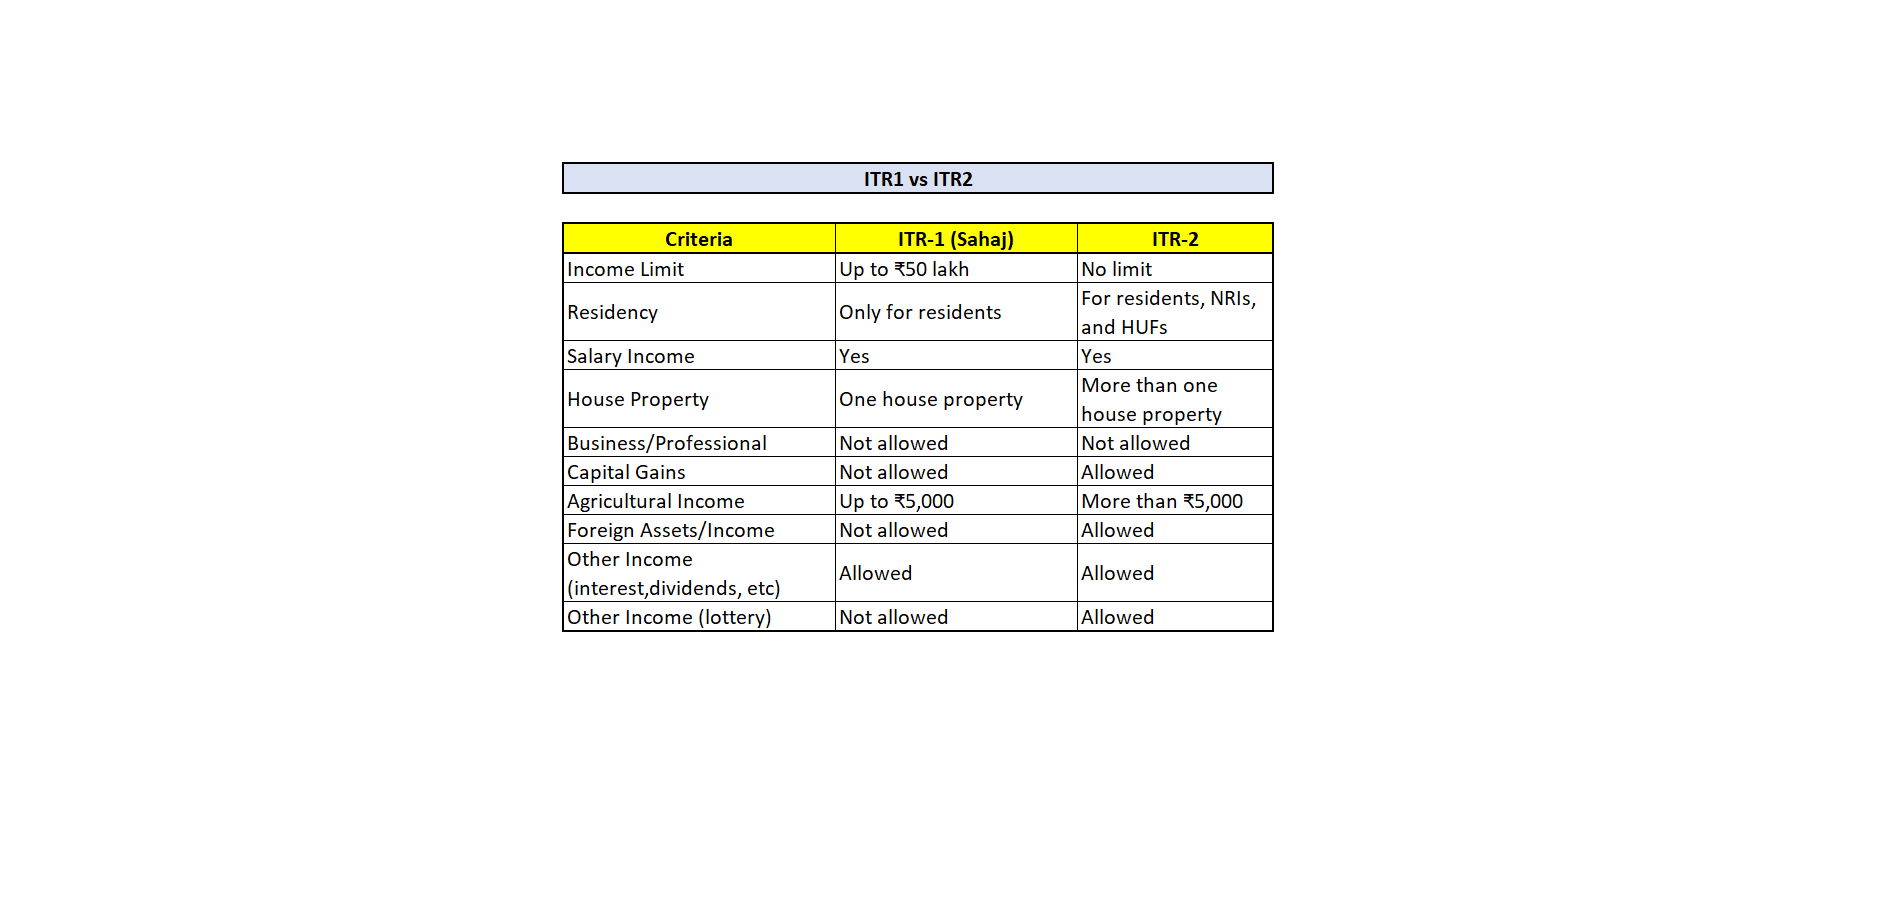 ITR1 vs ITR2
Criteria ITR-1 (Sahaj) ITR-2
Income Limit Up to ₹50 lakh No limit
Residency Only for residents For residents, NRIs,
and HUFs
Salary Income Yes Yes
House Property One house property More than one
house property
Business/Professional Not allowed Not allowed
Capital Gains Not allowed Allowed
Agricultural Income Up to ₹5,000 More than ₹5,000
Foreign Assets/Income Not allowed Allowed
Other Income
(interest,dividends, etc) Allowed Allowed
Other Income (lottery) Not allowed Allowed